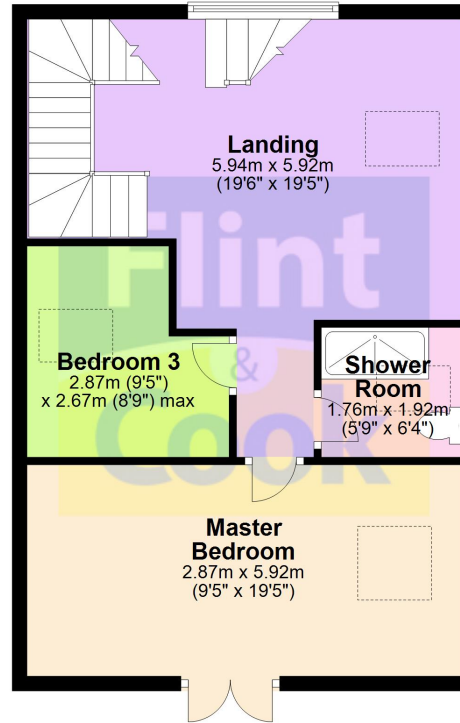 Landing
5.94m x 5.92m
(19'6" x 19'5")
Flint
&
Cook
Bedroom 3
2.87m (9'5")
x 2.67m (8'9") max
Shower
Room
1.76m x 1.92m
(5'9" x 6'4")
Master
Bedroom
2.87m x 5.92m
(9'5" x 19'5")